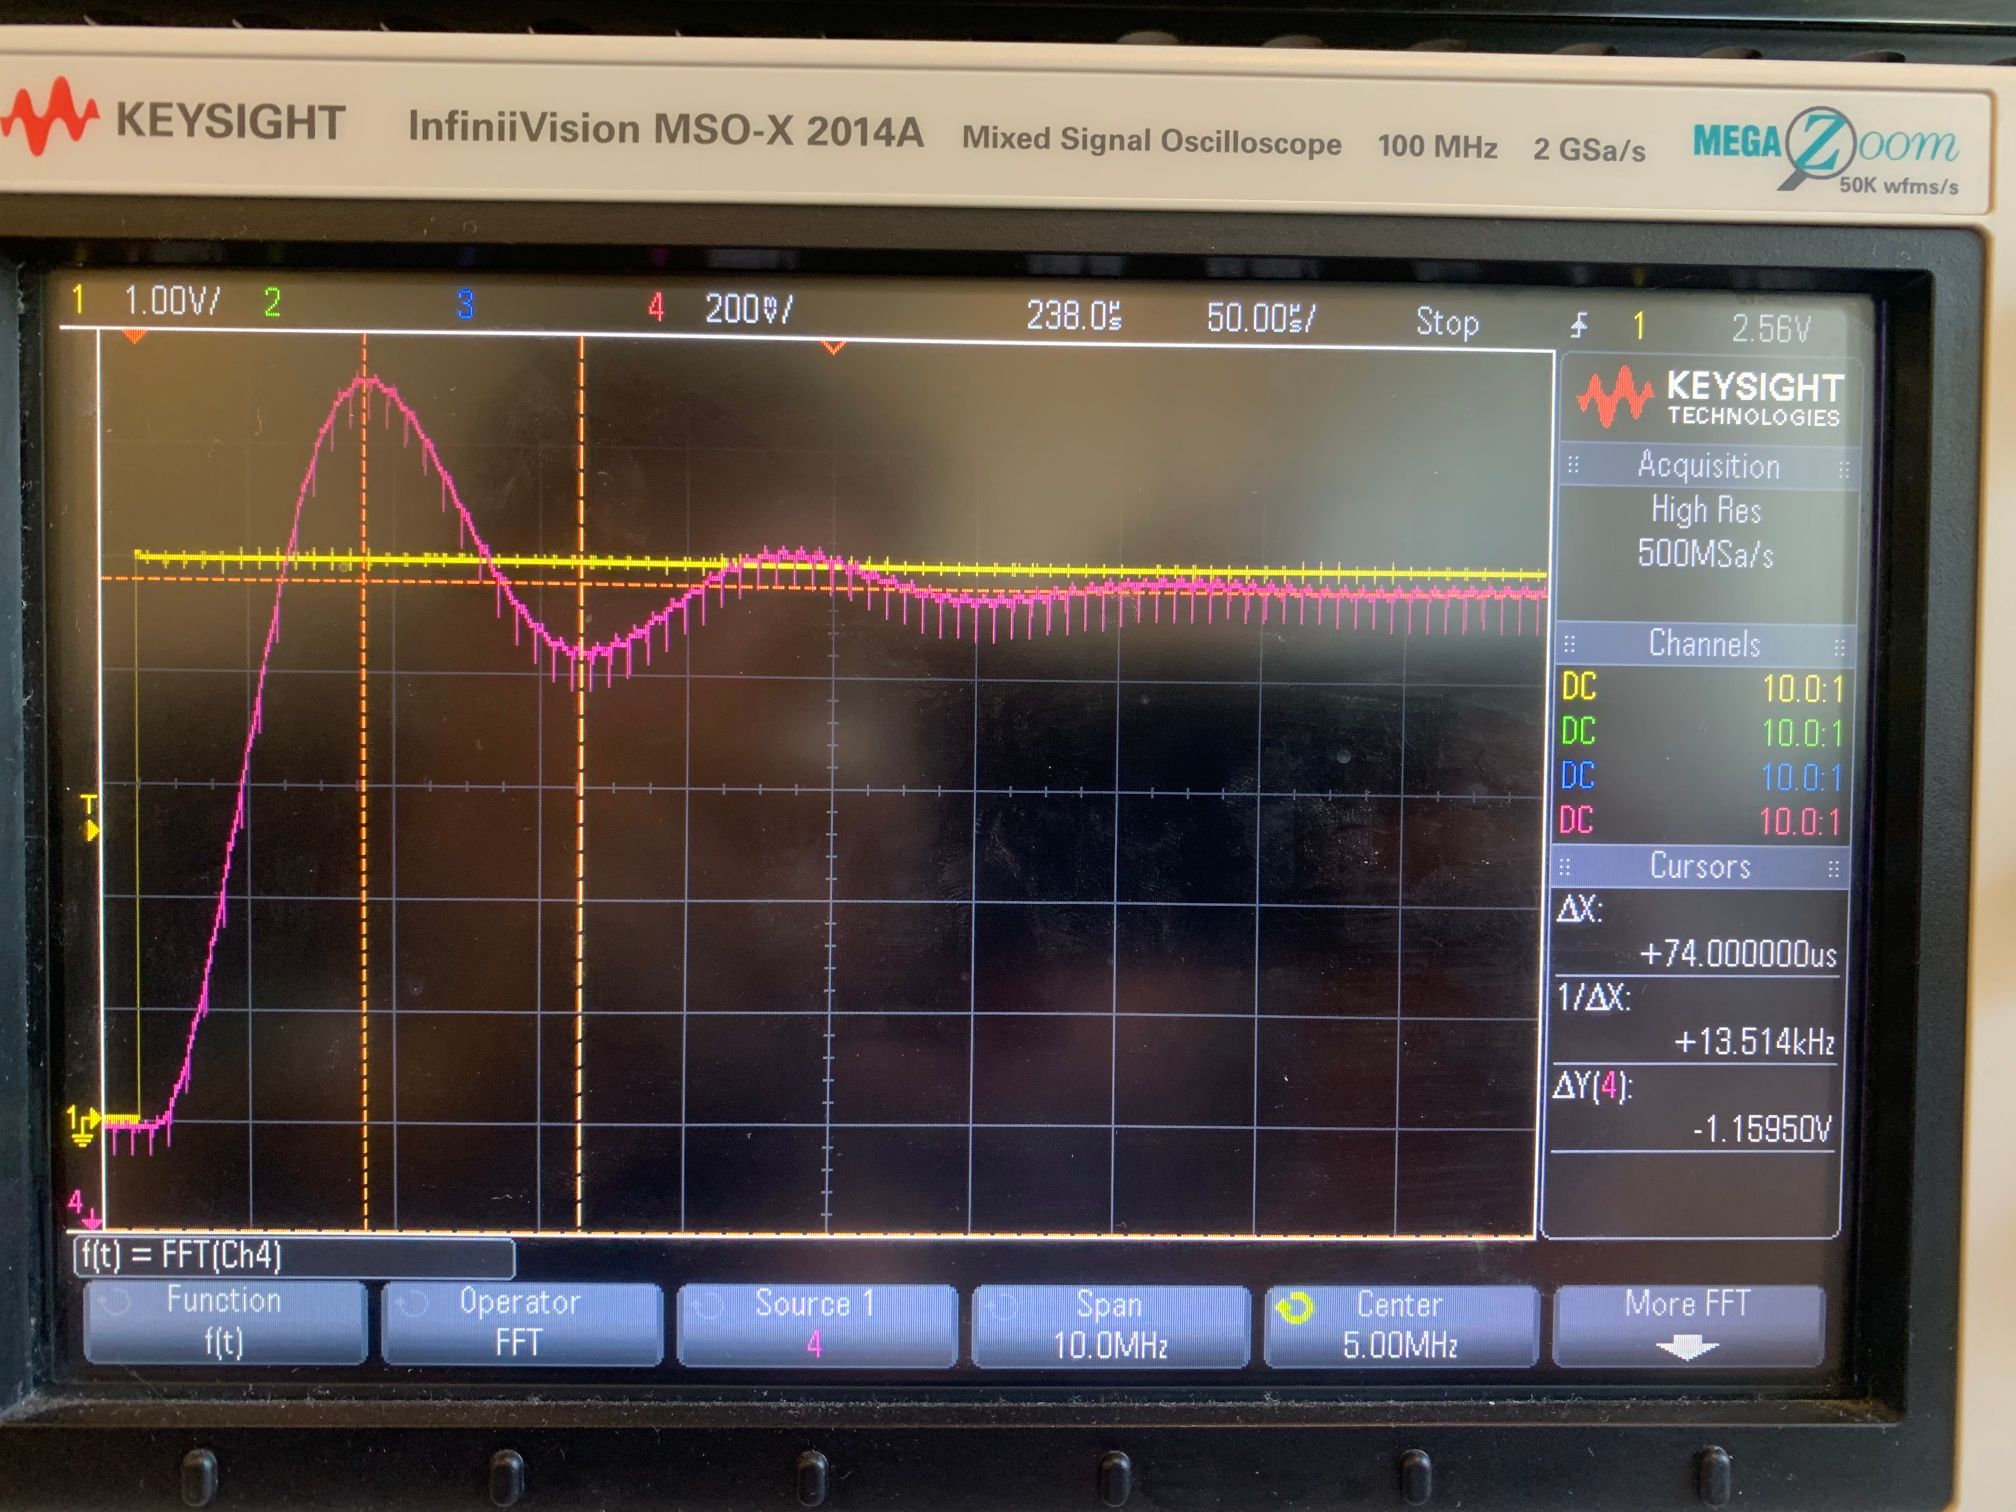 KEYSIGHT InfiniiVision MSO-X 2014A Mixed Signal Oscilloscope 100 MHz 2 GSa/s MEGA Zoom
50K wfms/s
1 1.00V/ 2 3 4 200mV/ 238.0µs 50.00µs/ Stop 1 2.56V
KEYSIGHT
TECHNOLOGIES
Acquisition
High Res
500MSa/s
Channels
DC 10.0:1
DC 10.0:1
DC 10.0:1
DC 10.0:1
Cursors
ΔX:
+74.000000us
1/ΔX:
+13.514kHz
ΔY(4):
-1.15950V
T
1
4
f(t) = FFT(Ch4)
Function
f(t)
Operator
FFT
Source 1
4
Span
10.0MHz
Center
5.00MHz
More FFT